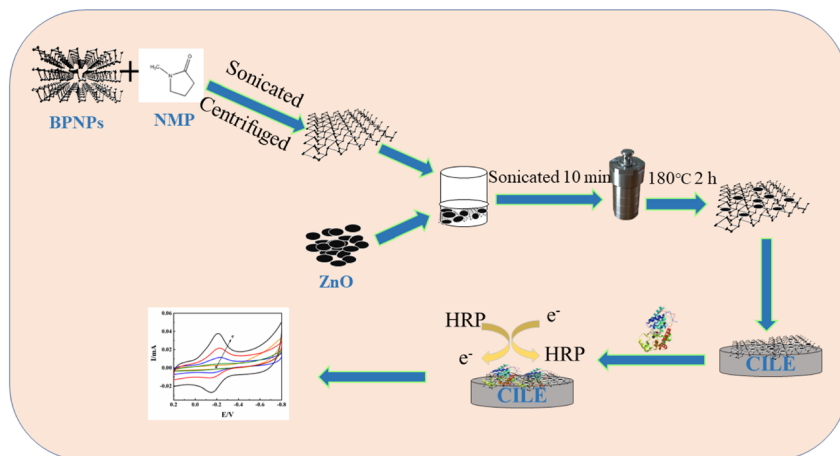 BPNPs
+
H₃C
N
O
NMP
Sonicated
Centrifuged
ZnO
Sonicated 10 min
180℃ 2 h
CILE
HRP
e-
e-
HRP
CILE
0.06
0.04
0.02
0.00
-0.02
I/mA
0.2
0.0
-0.2
-0.4
-0.6
-0.8
E/V